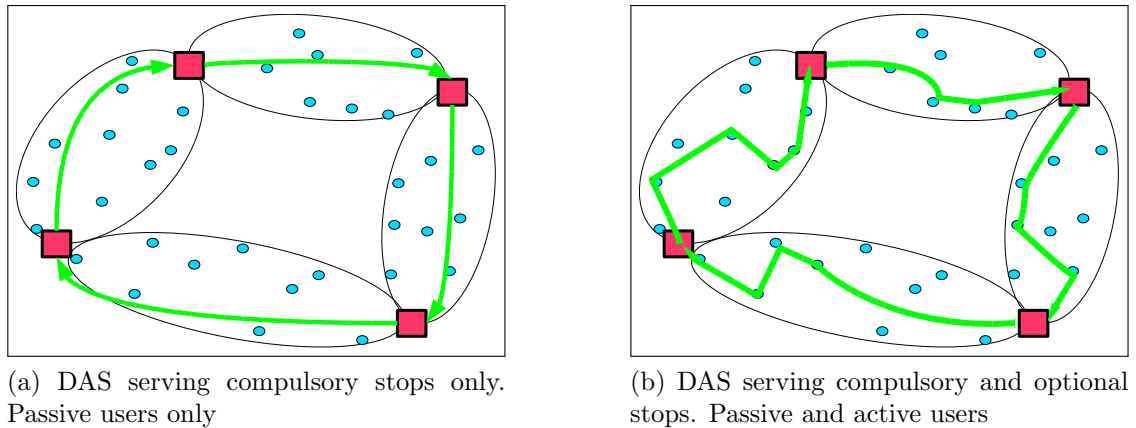 (a) DAS serving compulsory stops only.
Passive users only
(b) DAS serving compulsory and optional
stops. Passive and active users